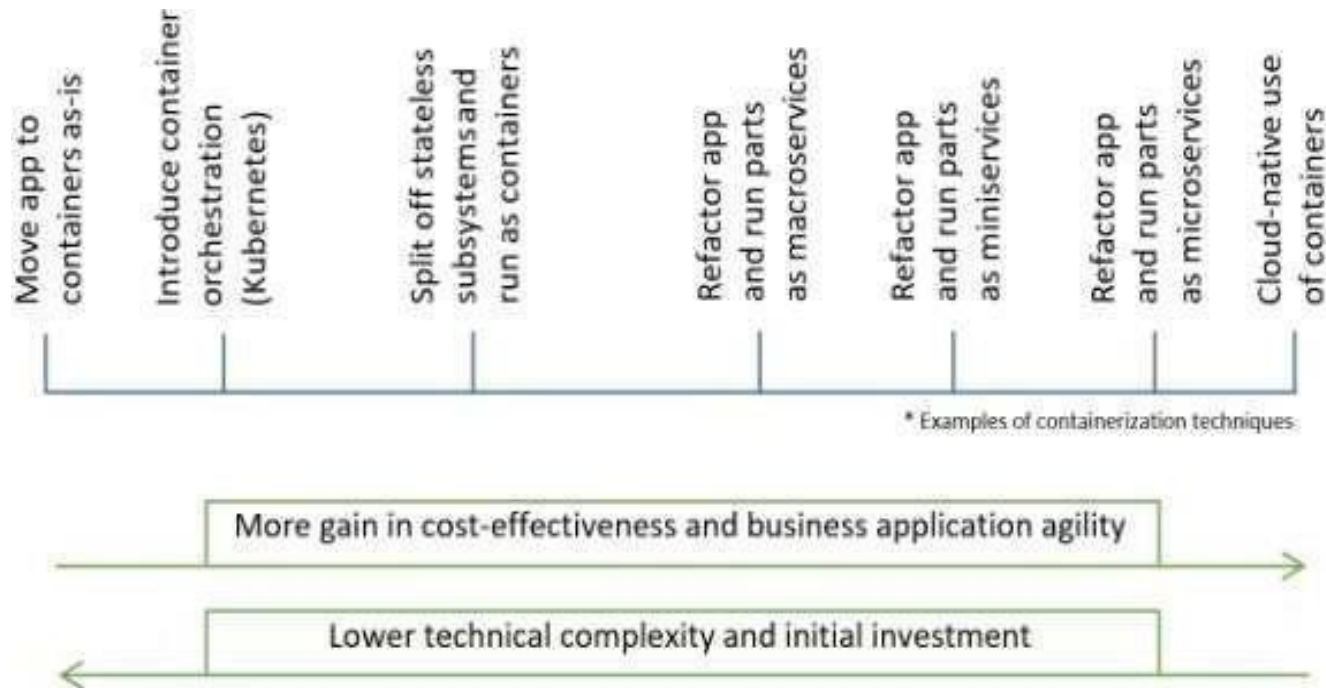 Move app to
containers as-is
Introduce container
orchestration
(Kubernetes)
Split off stateless
subsystems and
run as containers
Refactor app
and run parts
as macroservices
Refactor app
and run parts
as miniservices
Refactor app
and run parts
as microservices
Cloud-native use
of containers
* Examples of containerization techniques
More gain in cost-effectiveness and business application agility
Lower technical complexity and initial investment